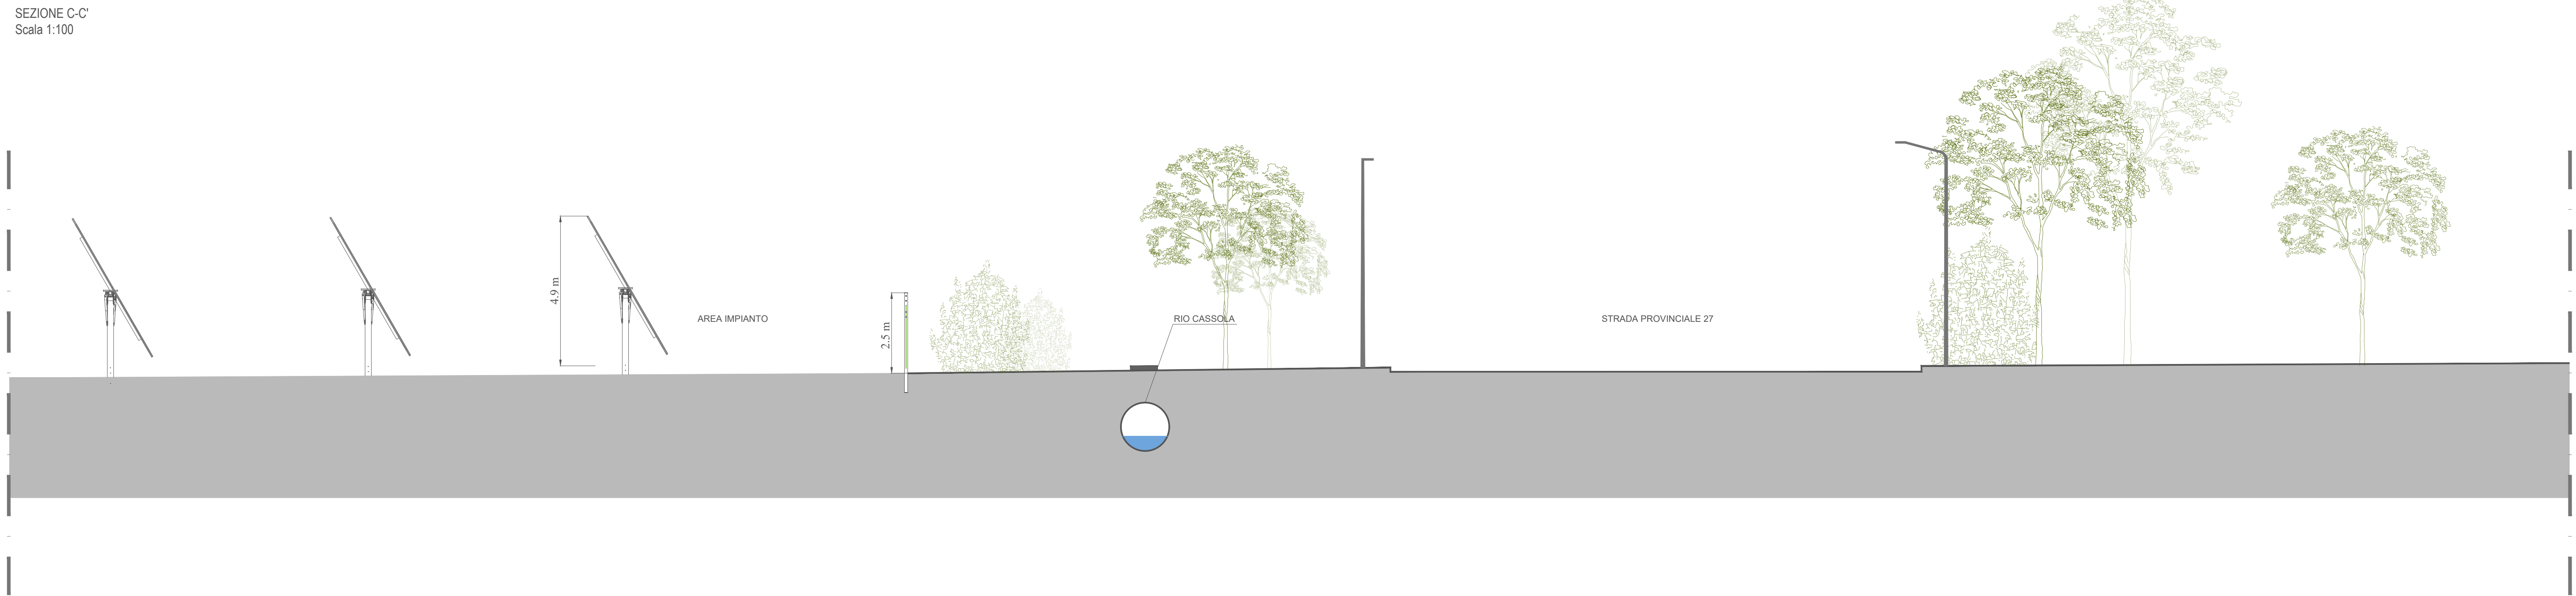 SEZIONE C-C'
Scala 1:100
4.9 m
AREA IMPIANTO
2.5 m
RIO CASSOLA
STRADA PROVINCIALE 27